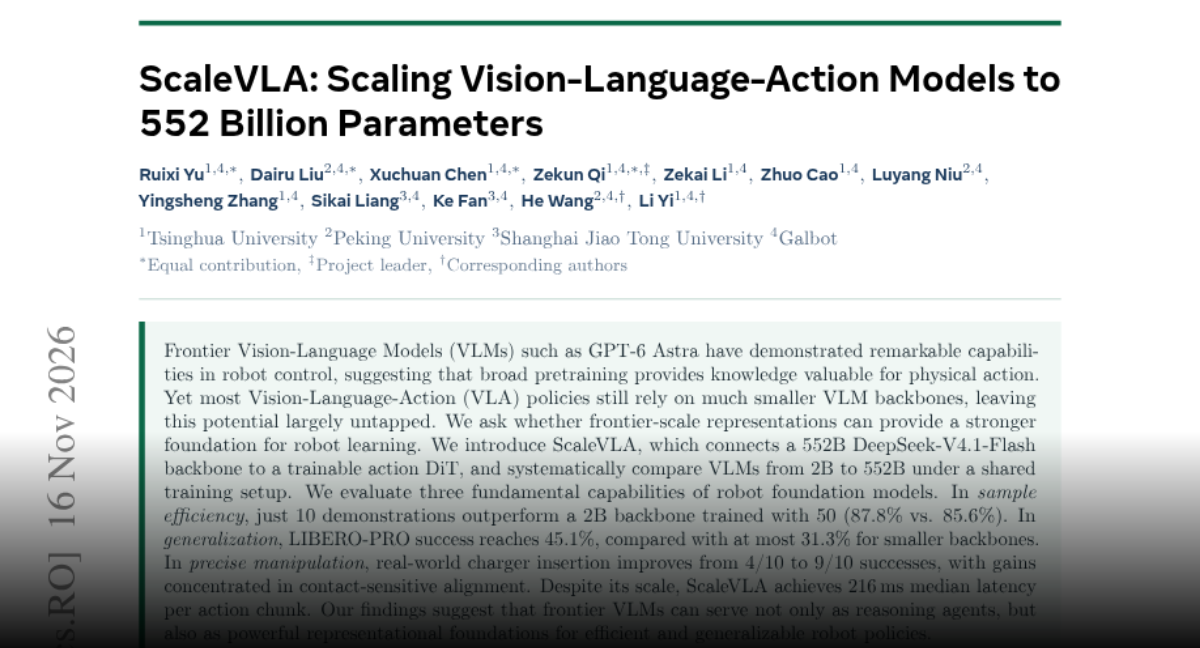 ScaleVLA: Scaling Vision-Language-Action Models to
552 Billion Parameters
Ruixi Yu1,4,*, Dairu Liu2,4,*, Xuchuan Chen1,4,*, Zekun Qi1,4,*,‡, Zekai Li1,4, Zhuo Cao1,4, Luyang Niu2,4,
Yingsheng Zhang1,4, Sikai Liang3,4, Ke Fan3,4, He Wang2,4,†, Li Yi1,4,†
1Tsinghua University 2Peking University 3Shanghai Jiao Tong University 4Galbot
*Equal contribution, ‡Project leader, †Corresponding authors
Frontier Vision-Language Models (VLMs) such as GPT-6 Astra have demonstrated remarkable capabili-
ties in robot control, suggesting that broad pretraining provides knowledge valuable for physical action.
Yet most Vision-Language-Action (VLA) policies still rely on much smaller VLM backbones, leaving
this potential largely untapped. We ask whether frontier-scale representations can provide a stronger
foundation for robot learning. We introduce ScaleVLA, which connects a 552B DeepSeek-V4.1-Flash
backbone to a trainable action DiT, and systematically compare VLMs from 2B to 552B under a shared
training setup. We evaluate three fundamental capabilities of robot foundation models. In sample
efficiency, just 10 demonstrations outperform a 2B backbone trained with 50 (87.8% vs. 85.6%). In
generalization, LIBERO-PRO success reaches 45.1%, compared with at most 31.3% for smaller backbones.
In precise manipulation, real-world charger insertion improves from 4/10 to 9/10 successes, with gains
concentrated in contact-sensitive alignment. Despite its scale, ScaleVLA achieves 216 ms median latency
per action chunk. Our findings suggest that frontier VLMs can serve not only as reasoning agents, but
also as powerful representational foundations for efficient and generalizable robot policies.
s.RO] 16 Nov 2026